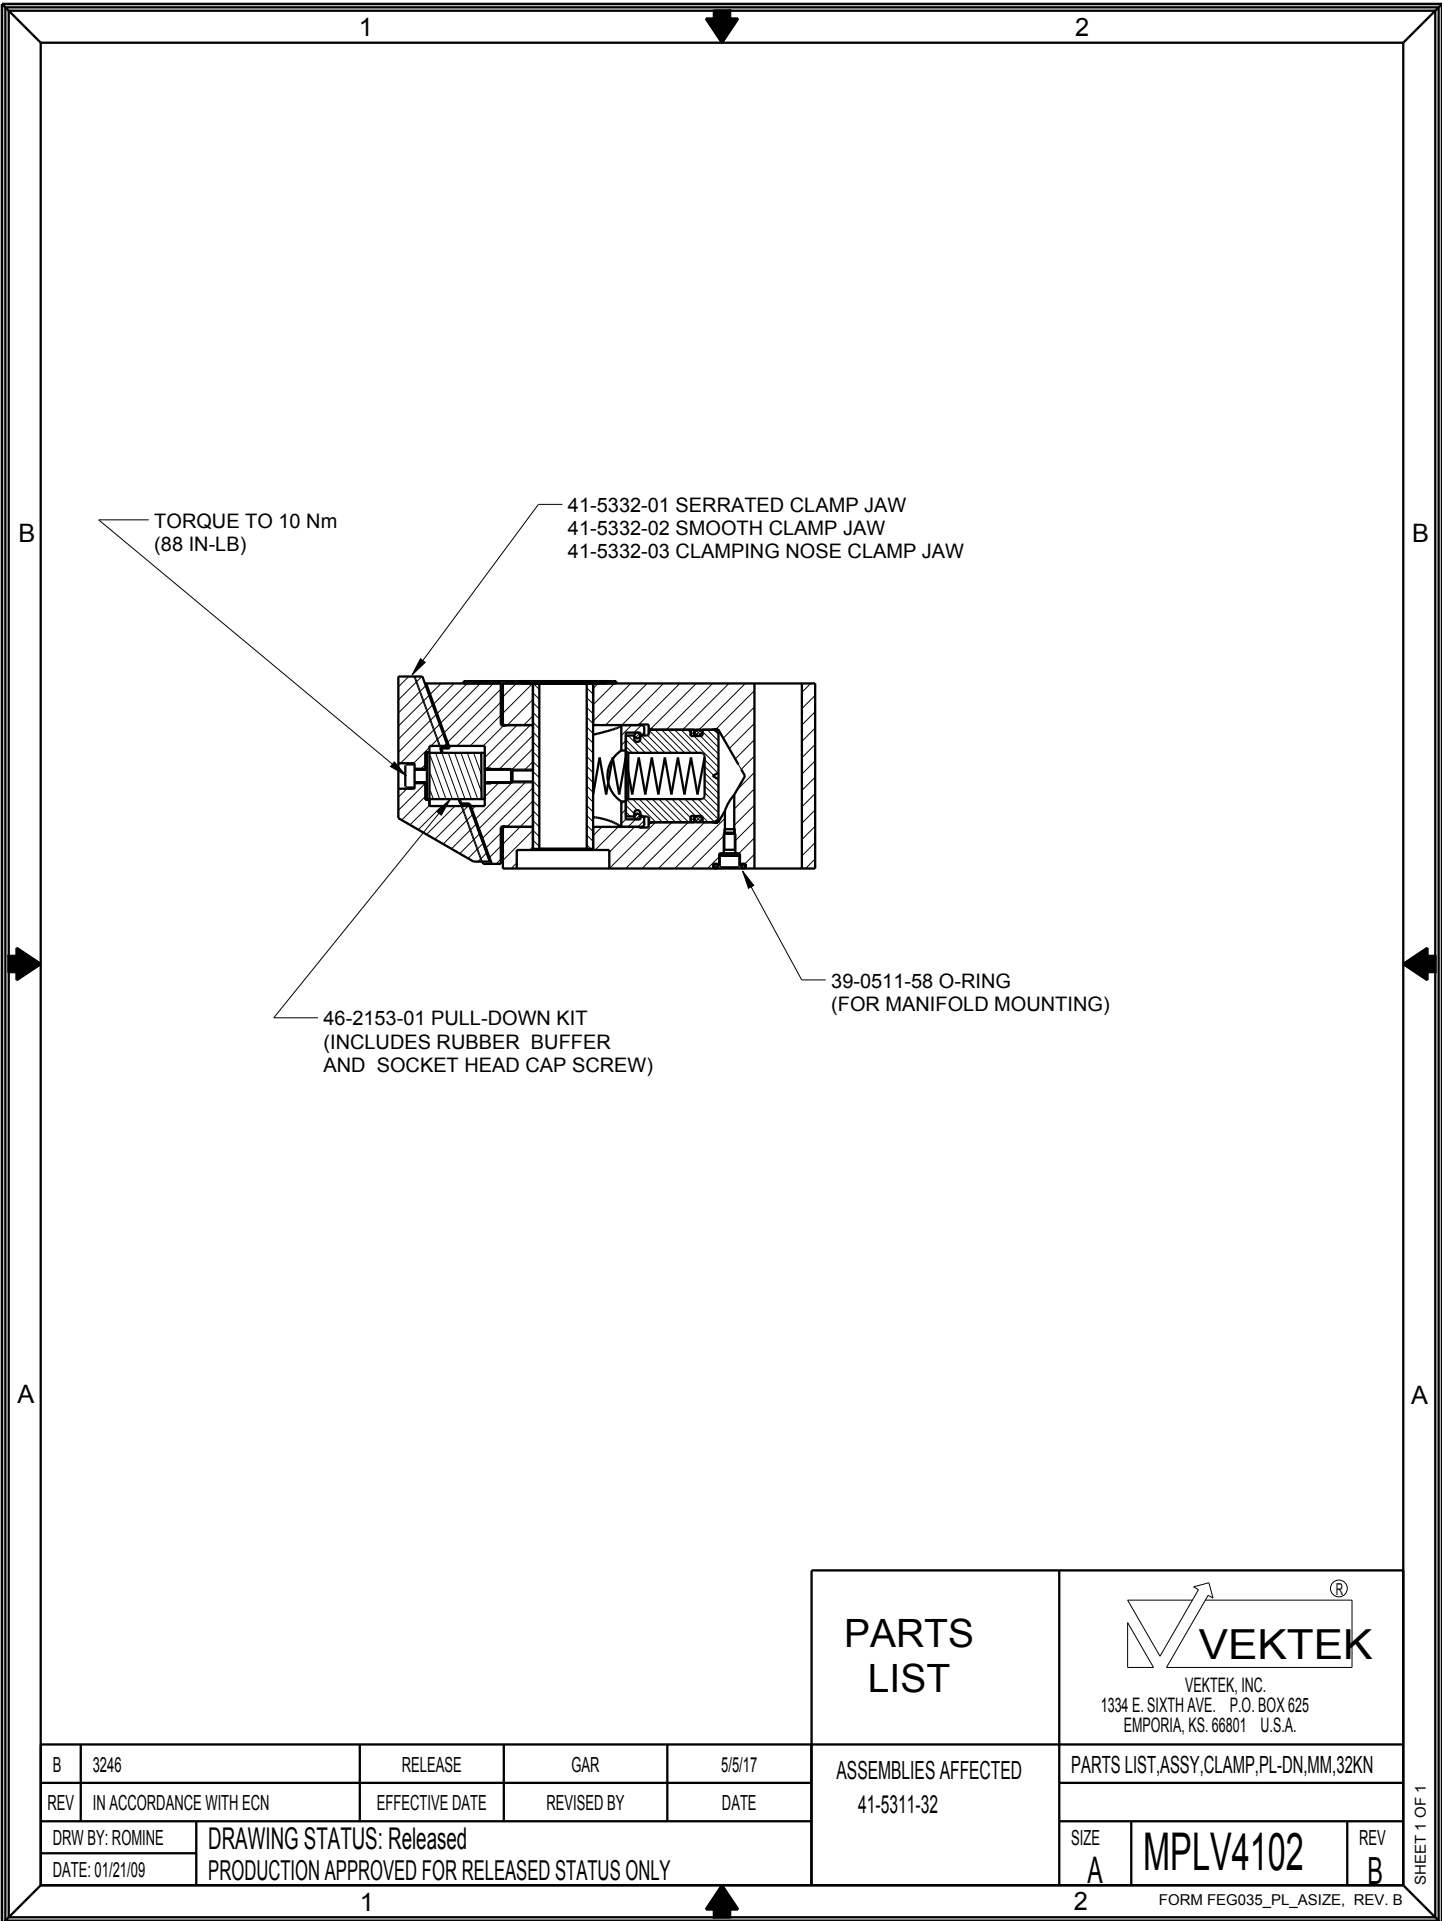 1
2
B
B
TORQUE TO 10 Nm
(88 IN-LB)
41-5332-01 SERRATED CLAMP JAW
41-5332-02 SMOOTH CLAMP JAW
41-5332-03 CLAMPING NOSE CLAMP JAW
39-0511-58 O-RING
(FOR MANIFOLD MOUNTING)
46-2153-01 PULL-DOWN KIT
(INCLUDES RUBBER BUFFER
AND SOCKET HEAD CAP SCREW)
A
A
PARTS
LIST
®
VEKTEK
VEKTEK, INC.
1334 E. SIXTH AVE. P.O. BOX 625
EMPORIA, KS. 66801 U.S.A.
B 3246 RELEASE GAR 5/5/17
REV IN ACCORDANCE WITH ECN EFFECTIVE DATE REVISED BY DATE
DRW BY: ROMINE
DATE: 01/21/09
DRAWING STATUS: Released
PRODUCTION APPROVED FOR RELEASED STATUS ONLY
ASSEMBLIES AFFECTED
41-5311-32
PARTS LIST,ASSY,CLAMP,PL-DN,MM,32KN
SIZE
A
MPLV4102
REV
B
SHEET 1 OF 1
1
2
FORM FEG035_PL_ASIZE, REV. B